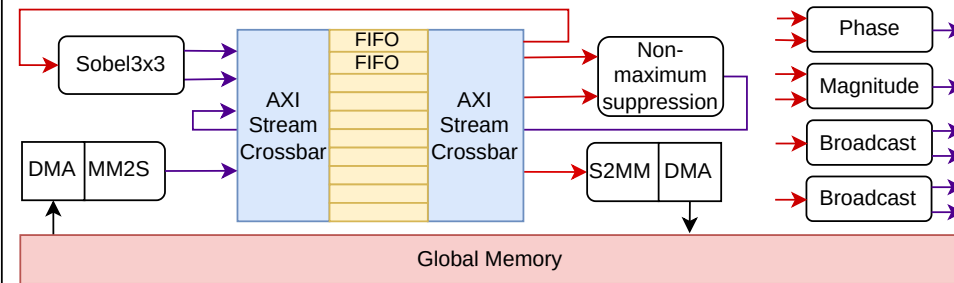 FIFO
FIFO
Sobel3x3
AXI
Stream
Crossbar
AXI
Stream
Crossbar
Non-
maximum
suppression
Phase
Magnitude
Broadcast
Broadcast
DMA MM2S
S2MM DMA
Global Memory